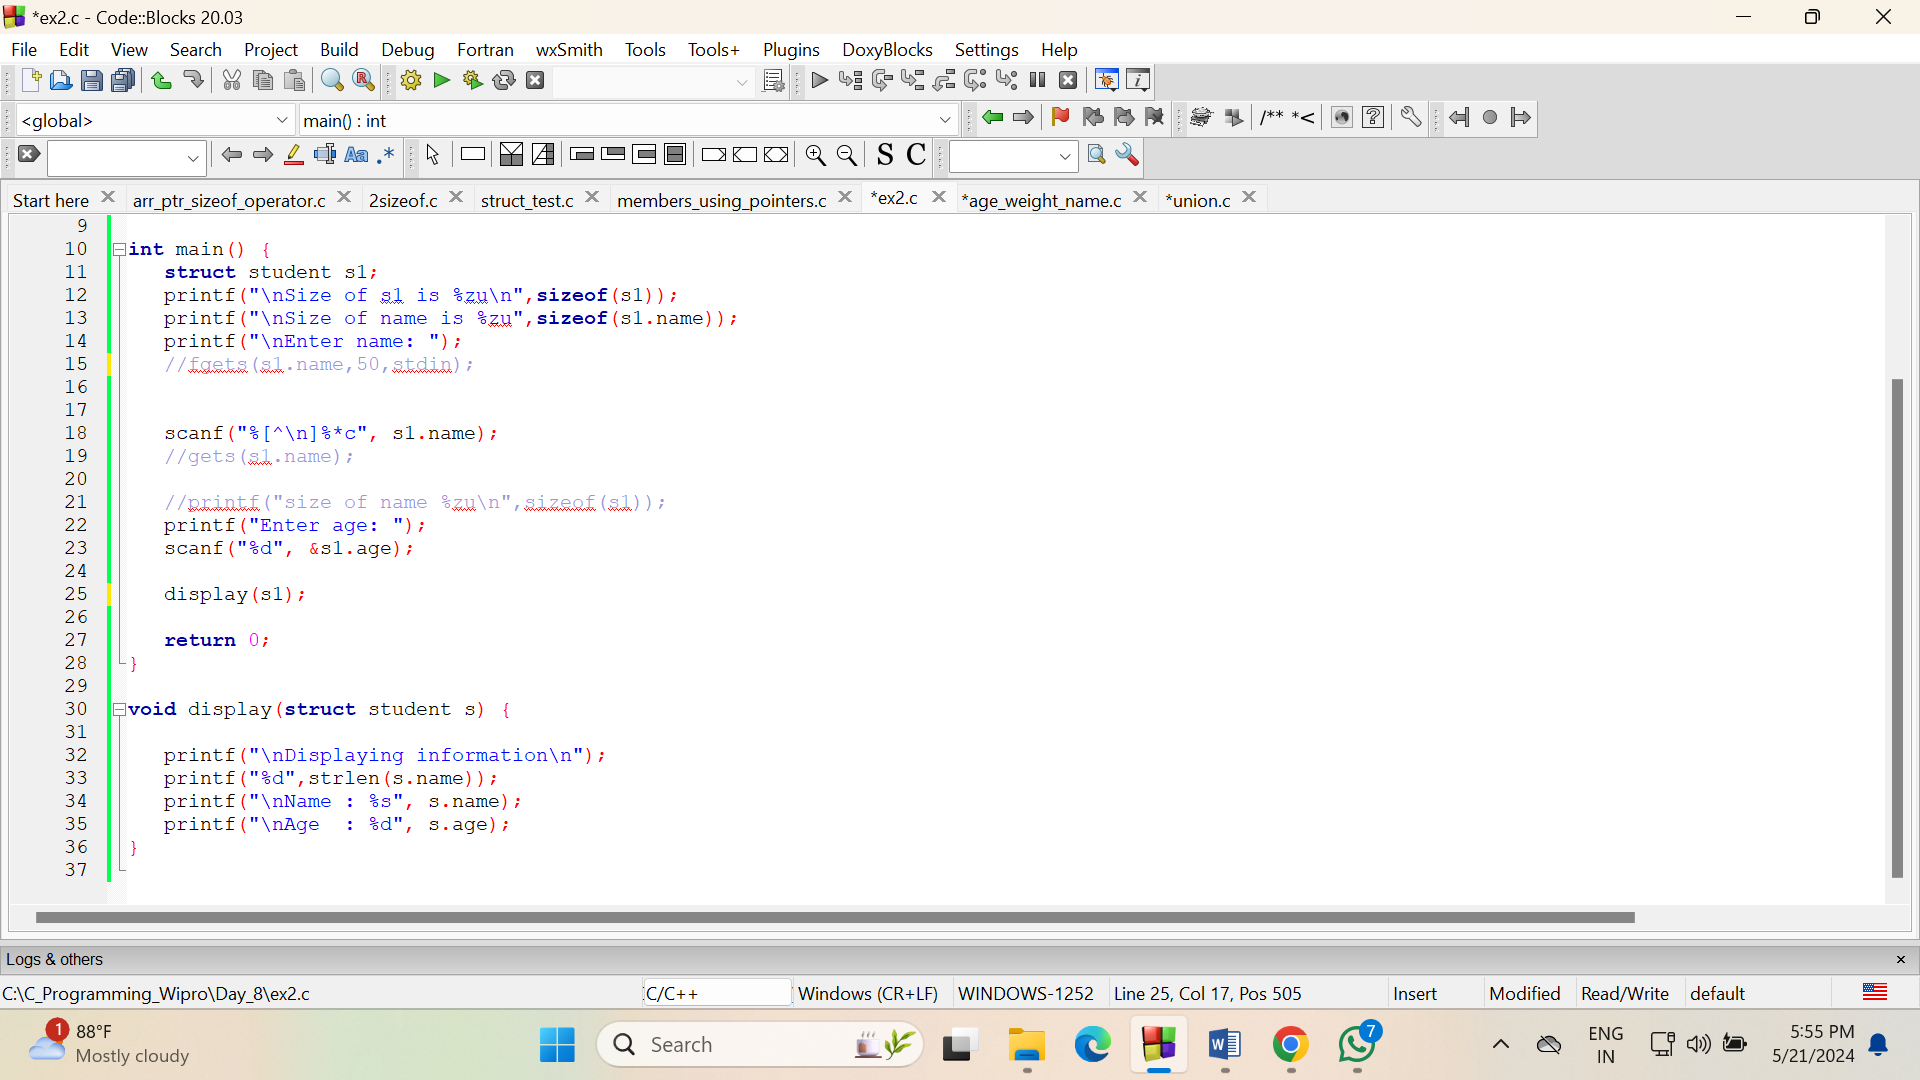 *ex2.c - Code::Blocks 20.03
File Edit View Search Project Build Debug Fortran wxSmith Tools Tools+ Plugins DoxyBlocks Settings Help
<global> main() : int /** *<
Aa .* S C
Start here arr_ptr_sizeof_operator.c 2sizeof.c struct_test.c members_using_pointers.c *ex2.c *age_weight_name.c *union.c
9
10 int main() {
11 struct student s1;
12 printf("\nSize of s1 is %zu\n",sizeof(s1));
13 printf("\nSize of name is %zu",sizeof(s1.name));
14 printf("\nEnter name: ");
15 //fgets(s1.name,50,stdin);
16
17
18 scanf("%[^\n]%*c", s1.name);
19 //gets(s1.name);
20
21 //printf("size of name %zu\n",sizeof(s1));
22 printf("Enter age: ");
23 scanf("%d", &s1.age);
24
25 display(s1);
26
27 return 0;
28 }
29
30 void display(struct student s) {
31
32 printf("\nDisplaying information\n");
33 printf("%d",strlen(s.name));
34 printf("\nName : %s", s.name);
35 printf("\nAge  : %d", s.age);
36 }
37
Logs & others
C:\C_Programming_Wipro\Day_8\ex2.c C/C++ Windows (CR+LF) WINDOWS-1252 Line 25, Col 17, Pos 505 Insert Modified Read/Write default
1 88°F
Mostly cloudy
Search
7
ENG
IN
5:55 PM
5/21/2024